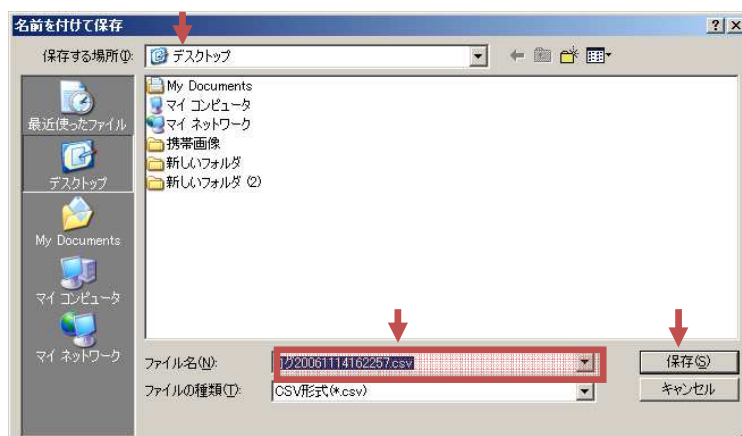 名前を付けて保存
保存する場所(I):
デスクトップ
最近使ったファイル
デスクトップ
My Documents
マイ コンピュータ
マイ ネットワーク
My Documents
マイ コンピュータ
マイ ネットワーク
携帯画像
新しいフォルダ
新しいフォルダ (2)
ファイル名(N):
20061114162257.csv
保存(S)
ファイルの種類(T):
CSV形式(*.csv)
キャンセル